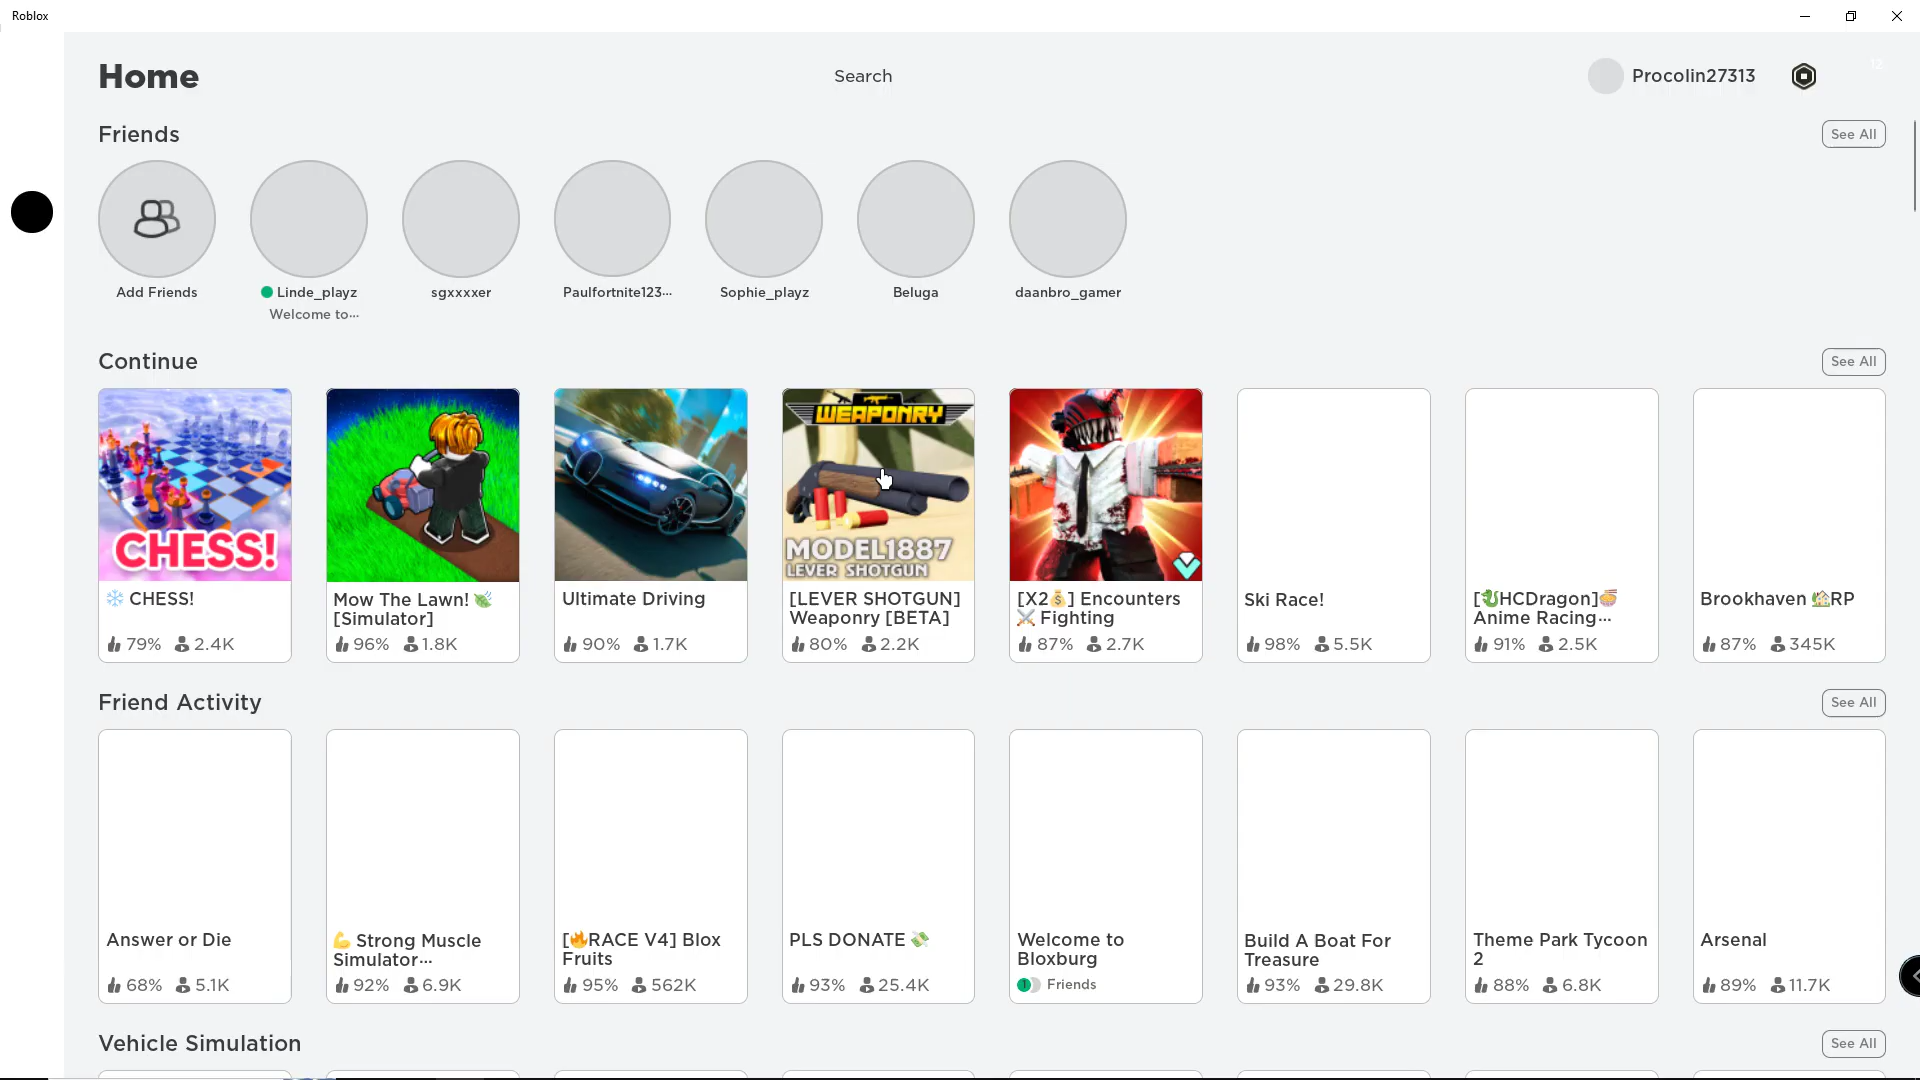 Roblox
Home
Search
Procolin27313
12
Friends
See All
Add Friends
Linde_playz
Welcome to...
sgxxxxer
Paulfortnite123...
Sophie_playz
Beluga
daanbro_gamer
Continue
See All
CHESS!
❄️ CHESS!
79% 2.4K
Mow The Lawn! 🍃
[Simulator]
96% 1.8K
Ultimate Driving
90% 1.7K
WEAPONRY
MODEL1887
LEVER SHOTGUN
[LEVER SHOTGUN]
Weaponry [BETA]
80% 2.2K
[X2💰] Encounters
⚔️ Fighting
87% 2.7K
Ski Race!
98% 5.5K
[🐉HCDragon]🍜
Anime Racing...
91% 2.5K
Brookhaven 🏡RP
87% 345K
Friend Activity
See All
Answer or Die
68% 5.1K
💪 Strong Muscle
Simulator...
92% 6.9K
[🔥RACE V4] Blox
Fruits
95% 562K
PLS DONATE 💸
93% 25.4K
Welcome to
Bloxburg
1 Friends
Build A Boat For
Treasure
93% 29.8K
Theme Park Tycoon
2
88% 6.8K
Arsenal
89% 11.7K
Vehicle Simulation
See All